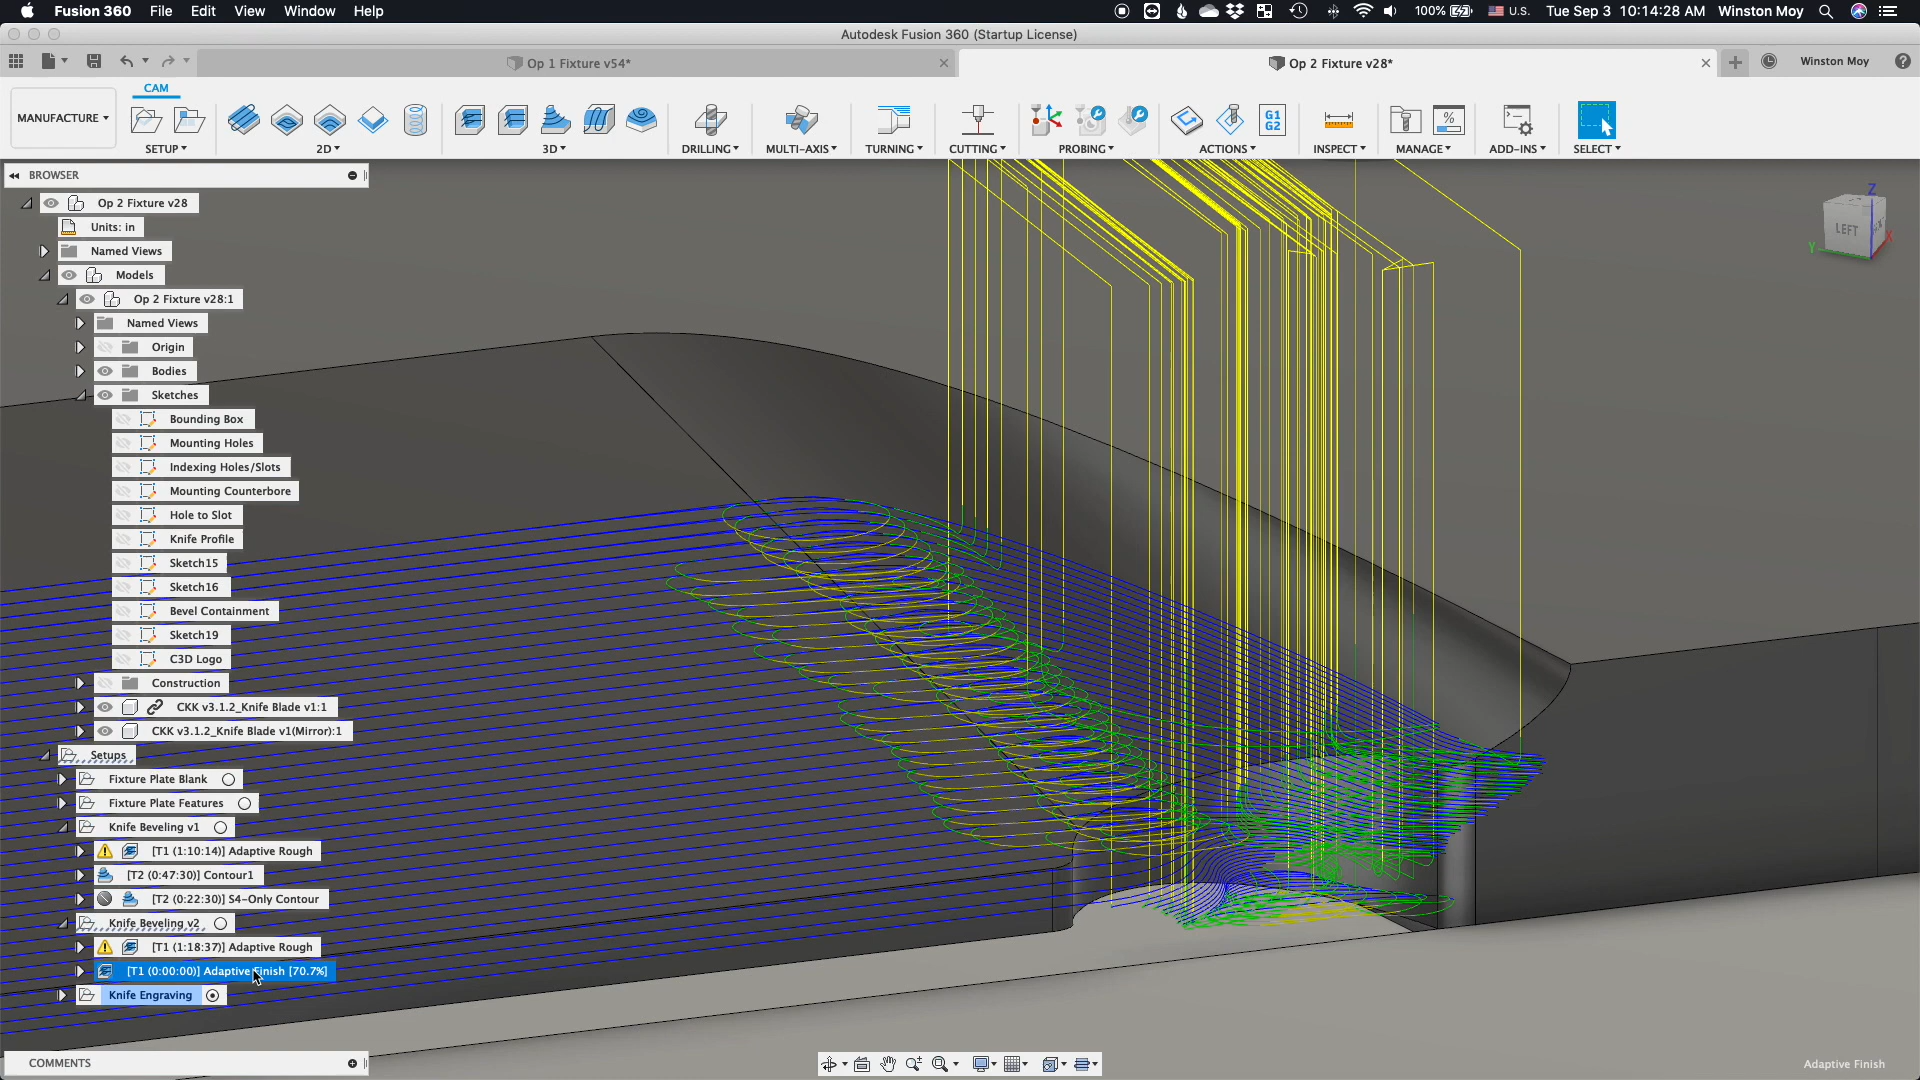 Fusion 360 File Edit View Window Help 100% U.S. Tue Sep 3 10:14:28 AM Winston Moy
Autodesk Fusion 360 (Startup License)
Op 1 Fixture v54* Op 2 Fixture v28* Winston Moy
CAM
MANUFACTURE
G1
G2
%
SETUP 2D 3D DRILLING MULTI-AXIS TURNING CUTTING PROBING ACTIONS INSPECT MANAGE ADD-INS SELECT
BROWSER
Op 2 Fixture v28
Units: in
Named Views
Models
Op 2 Fixture v28:1
Named Views
Origin
Bodies
Sketches
Bounding Box
Mounting Holes
Indexing Holes/Slots
Mounting Counterbore
Hole to Slot
Knife Profile
Sketch15
Sketch16
Bevel Containment
Sketch19
C3D Logo
Construction
CKK v3.1.2_Knife Blade v1:1
CKK v3.1.2_Knife Blade v1(Mirror):1
Setups
Fixture Plate Blank
Fixture Plate Features
Knife Beveling v1
[T1 (1:10:14)] Adaptive Rough
[T2 (0:47:30)] Contour1
[T2 (0:22:30)] S4-Only Contour
Knife Beveling v2
[T1 (1:18:37)] Adaptive Rough
[T1 (0:00:00)] Adaptive Finish [70.7%]
Knife Engraving
COMMENTS
Z
LEFT
Y
X
Adaptive Finish